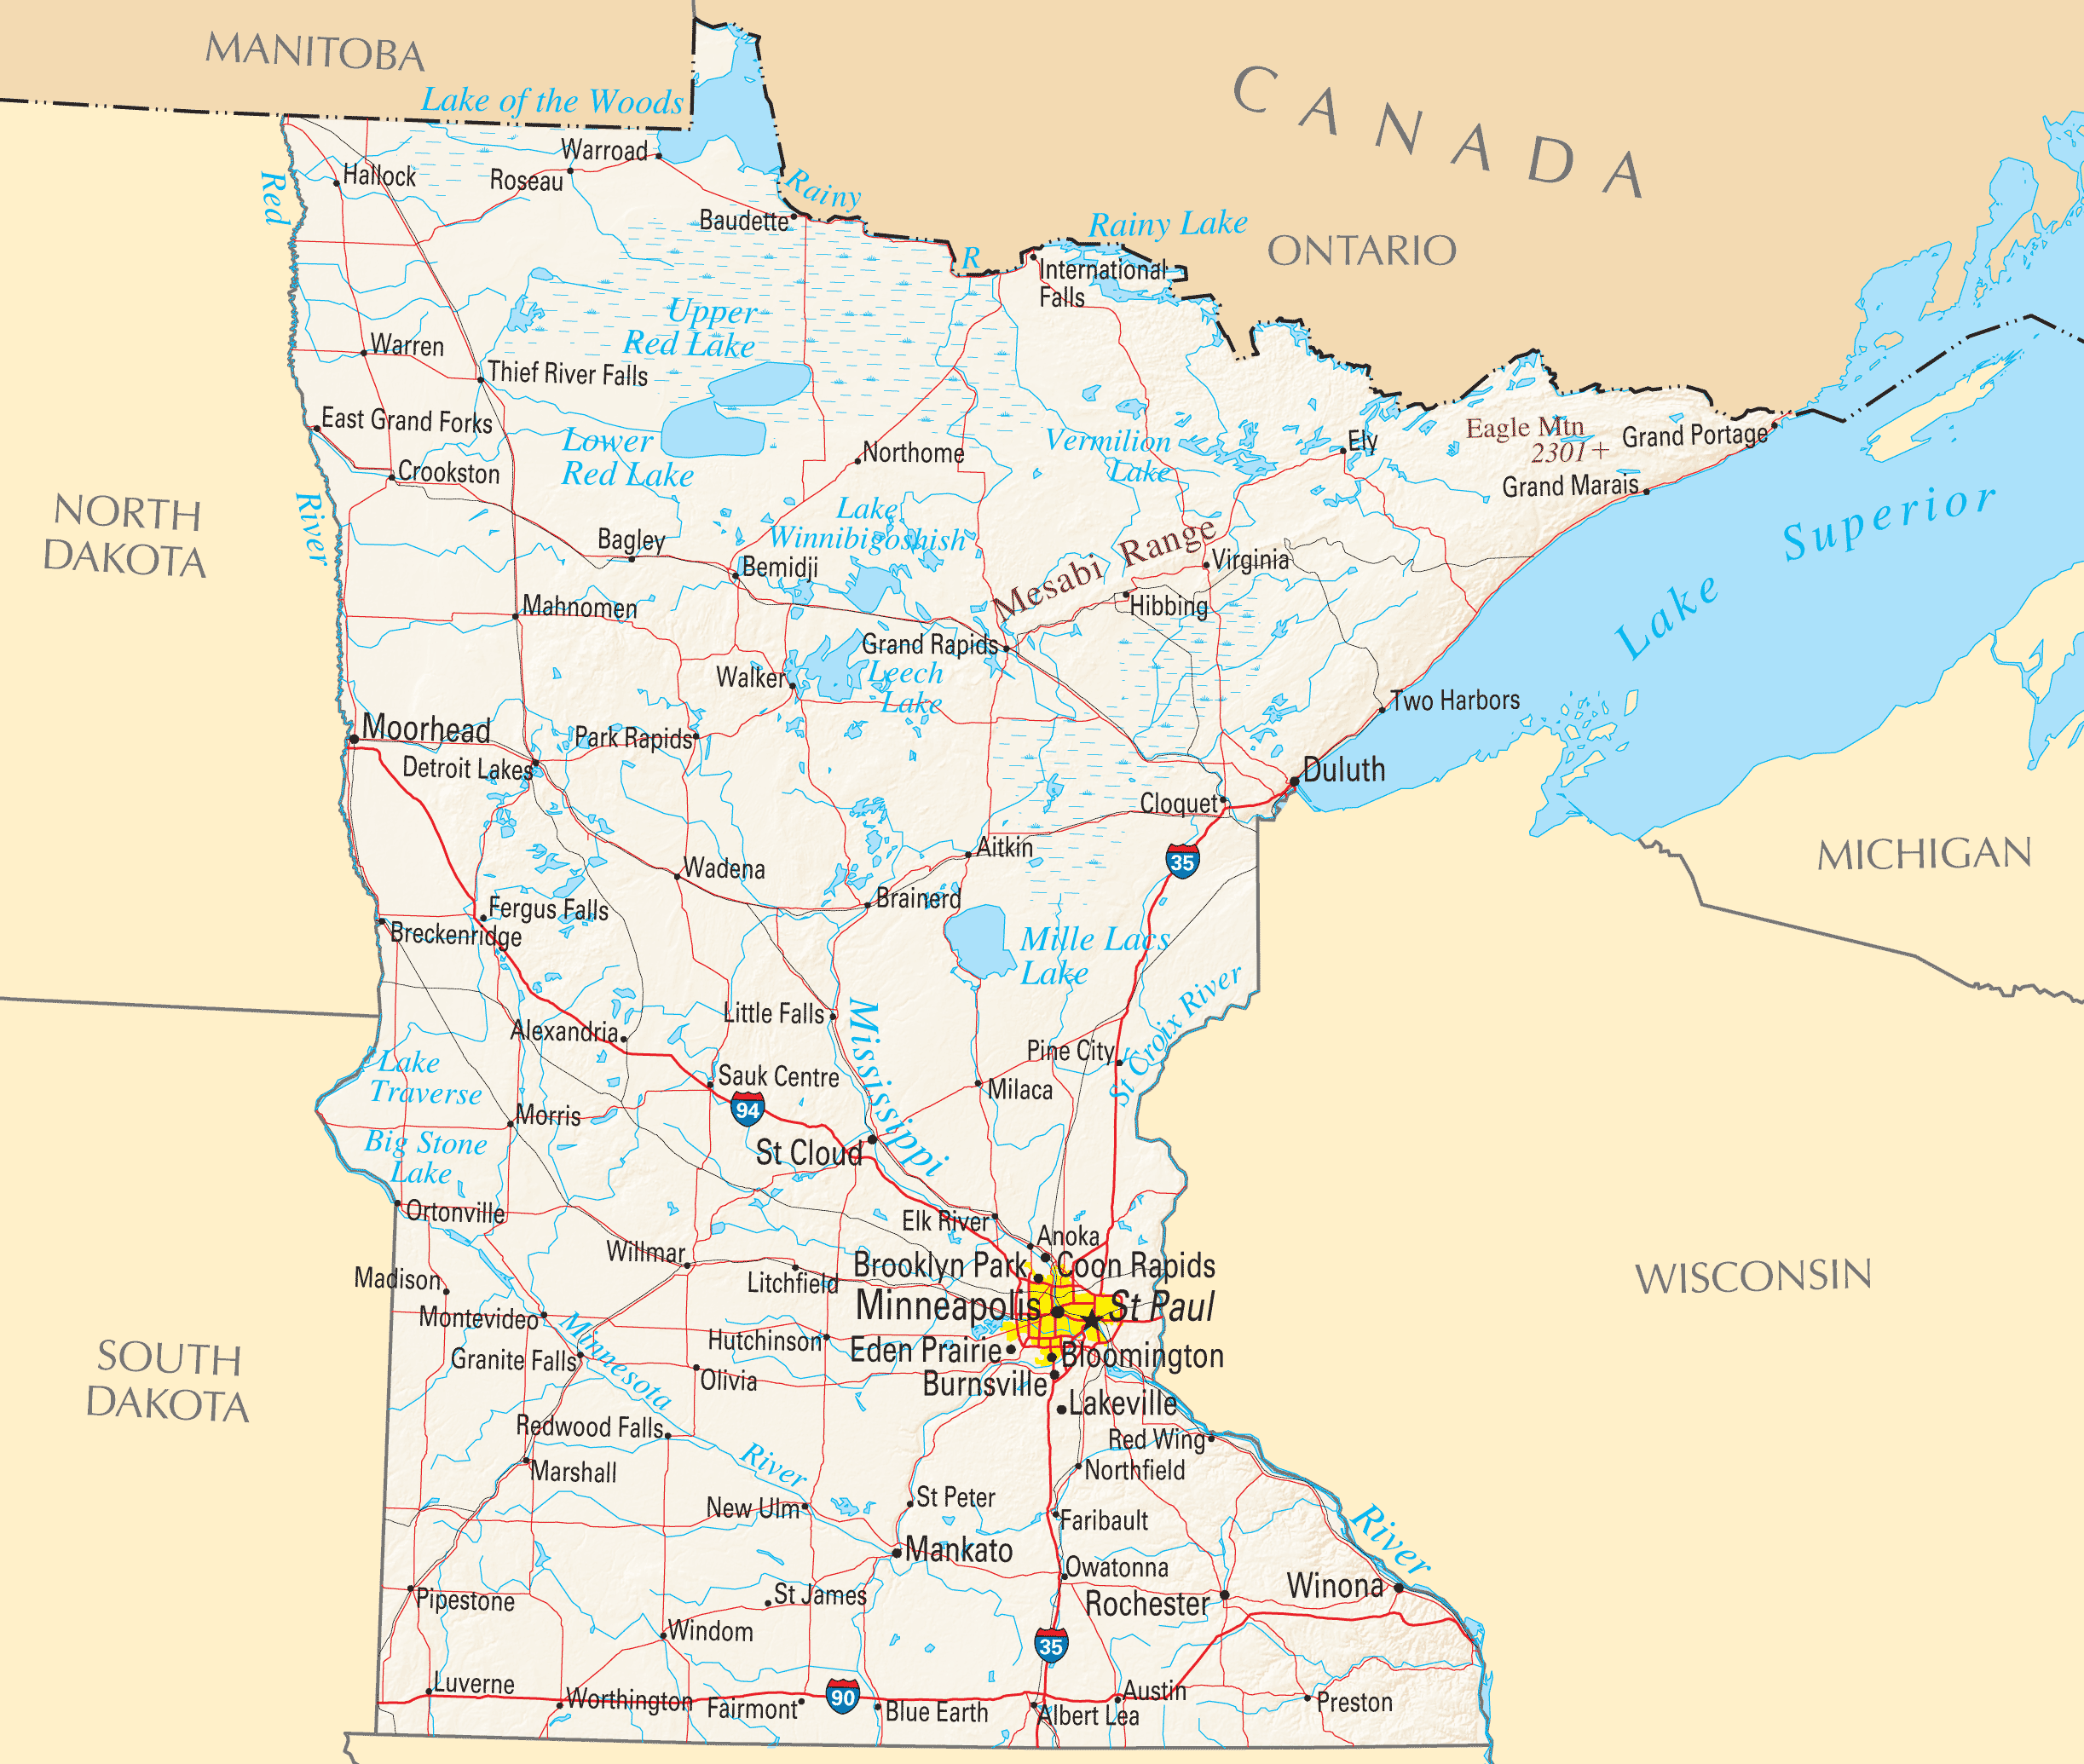 MANITOBA
CANADA
Lake of the Woods
Warroad
Hallock
Roseau
Red
Rainy
Baudette
Rainy Lake
ONTARIO
R
International
Falls
Upper
Red Lake
Warren
Thief River Falls
East Grand Forks
Lower
Red Lake
Crookston
Northome
Vermilion
Lake
Ely
Eagle Mtn
2301+
Grand Portage
Grand Marais
NORTH
DAKOTA
River
Lake
Winnibigoshish
Bagley
Bemidji
Mesabi Range
Virginia
Hibbing
Lake Superior
Mahnomen
Grand Rapids
Walker
Leech
Lake
Two Harbors
Moorhead
Park Rapids
Detroit Lakes
Duluth
Cloquet
35
Aitkin
MICHIGAN
Wadena
Brainerd
Fergus Falls
Breckenridge
Mille Lacs
Lake
St Croix River
Little Falls
Mississippi
Alexandria
Pine City
Lake
Traverse
Sauk Centre
Milaca
94
Morris
Big Stone
Lake
St Cloud
Ortonville
Elk River
Anoka
Willmar
Brooklyn Park
Coon Rapids
Litchfield
Madison
WISCONSIN
Minneapolis
St Paul
Montevideo
Minnesota
Hutchinson
Eden Prairie
Bloomington
SOUTH
DAKOTA
Granite Falls
Olivia
Burnsville
Lakeville
Redwood Falls
Red Wing
River
Marshall
Northfield
New Ulm
St Peter
Faribault
River
Mankato
Owatonna
Winona
Pipestone
St James
Rochester
Windom
35
Luverne
Worthington
Fairmont
90
Blue Earth
Austin
Albert Lea
Preston